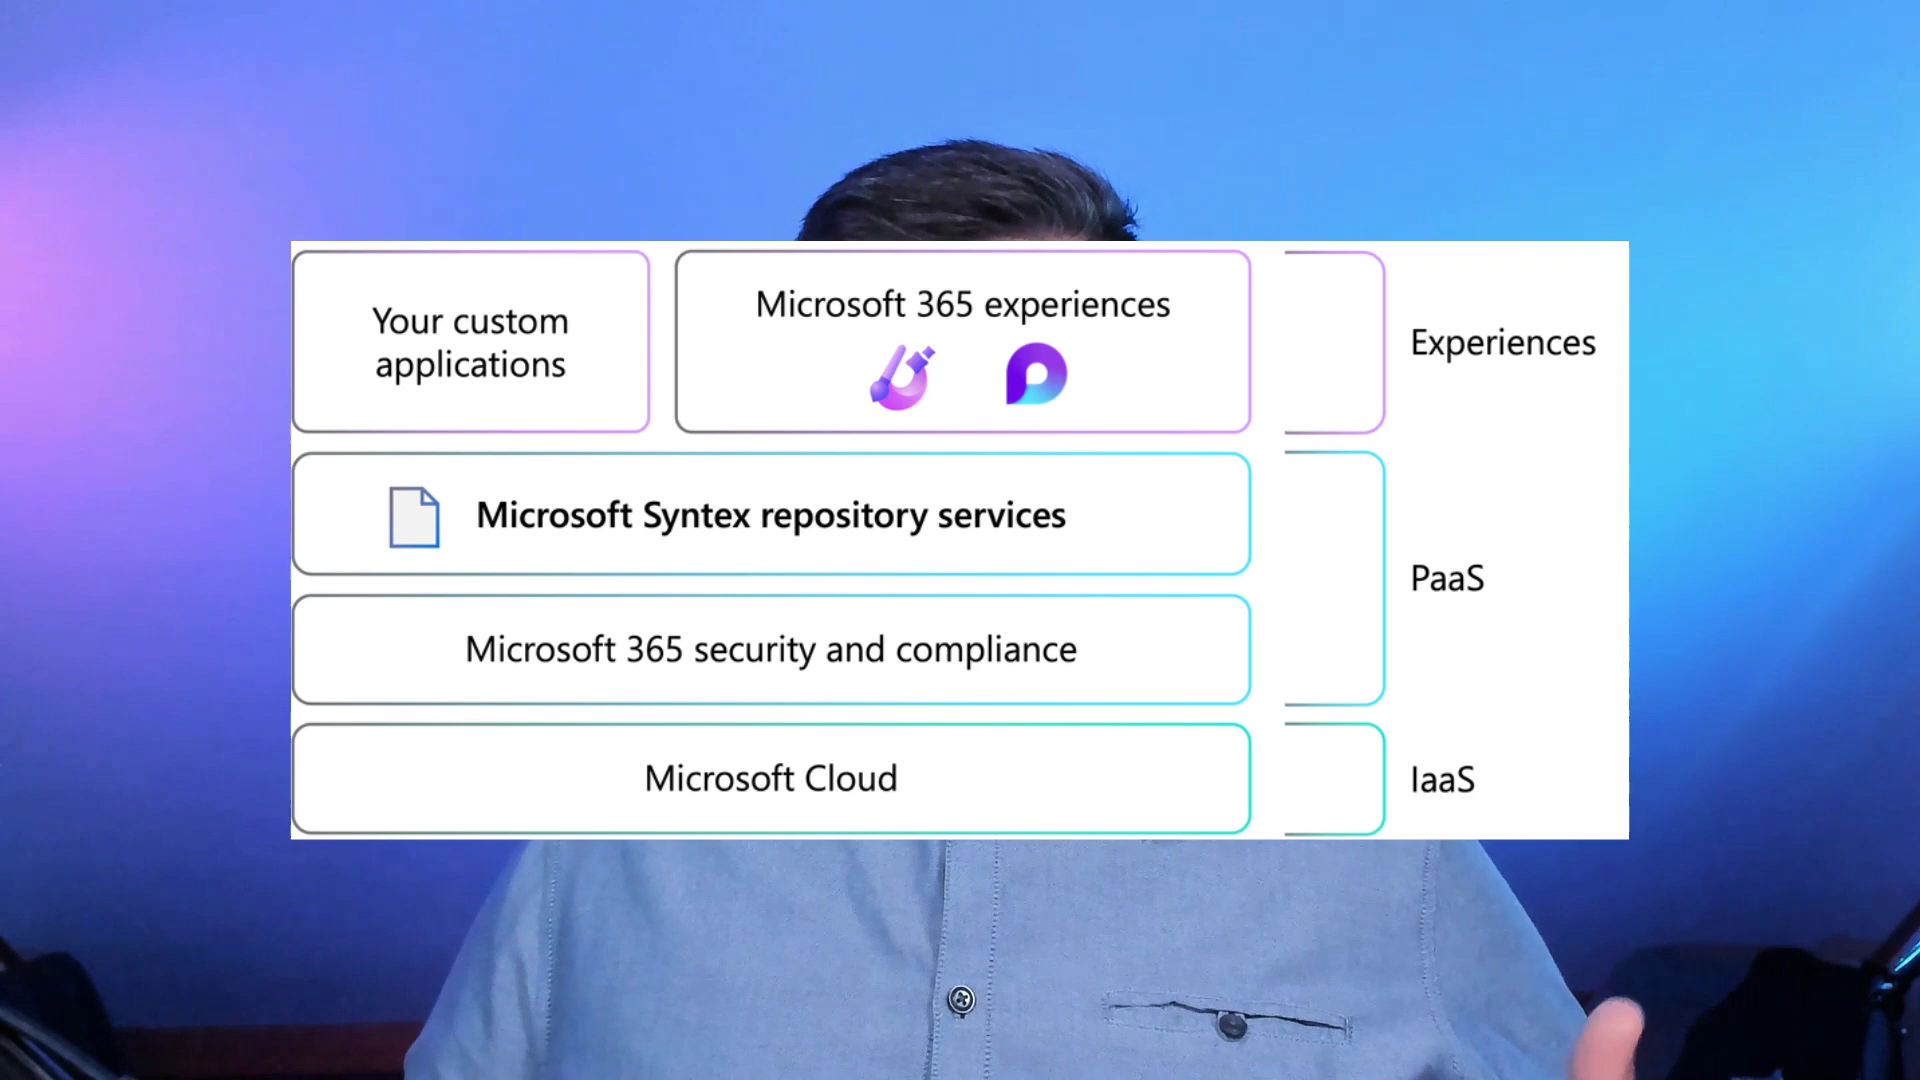 Your custom
applications
Microsoft 365 experiences
Experiences
Microsoft Syntex repository services
PaaS
Microsoft 365 security and compliance
Microsoft Cloud
IaaS